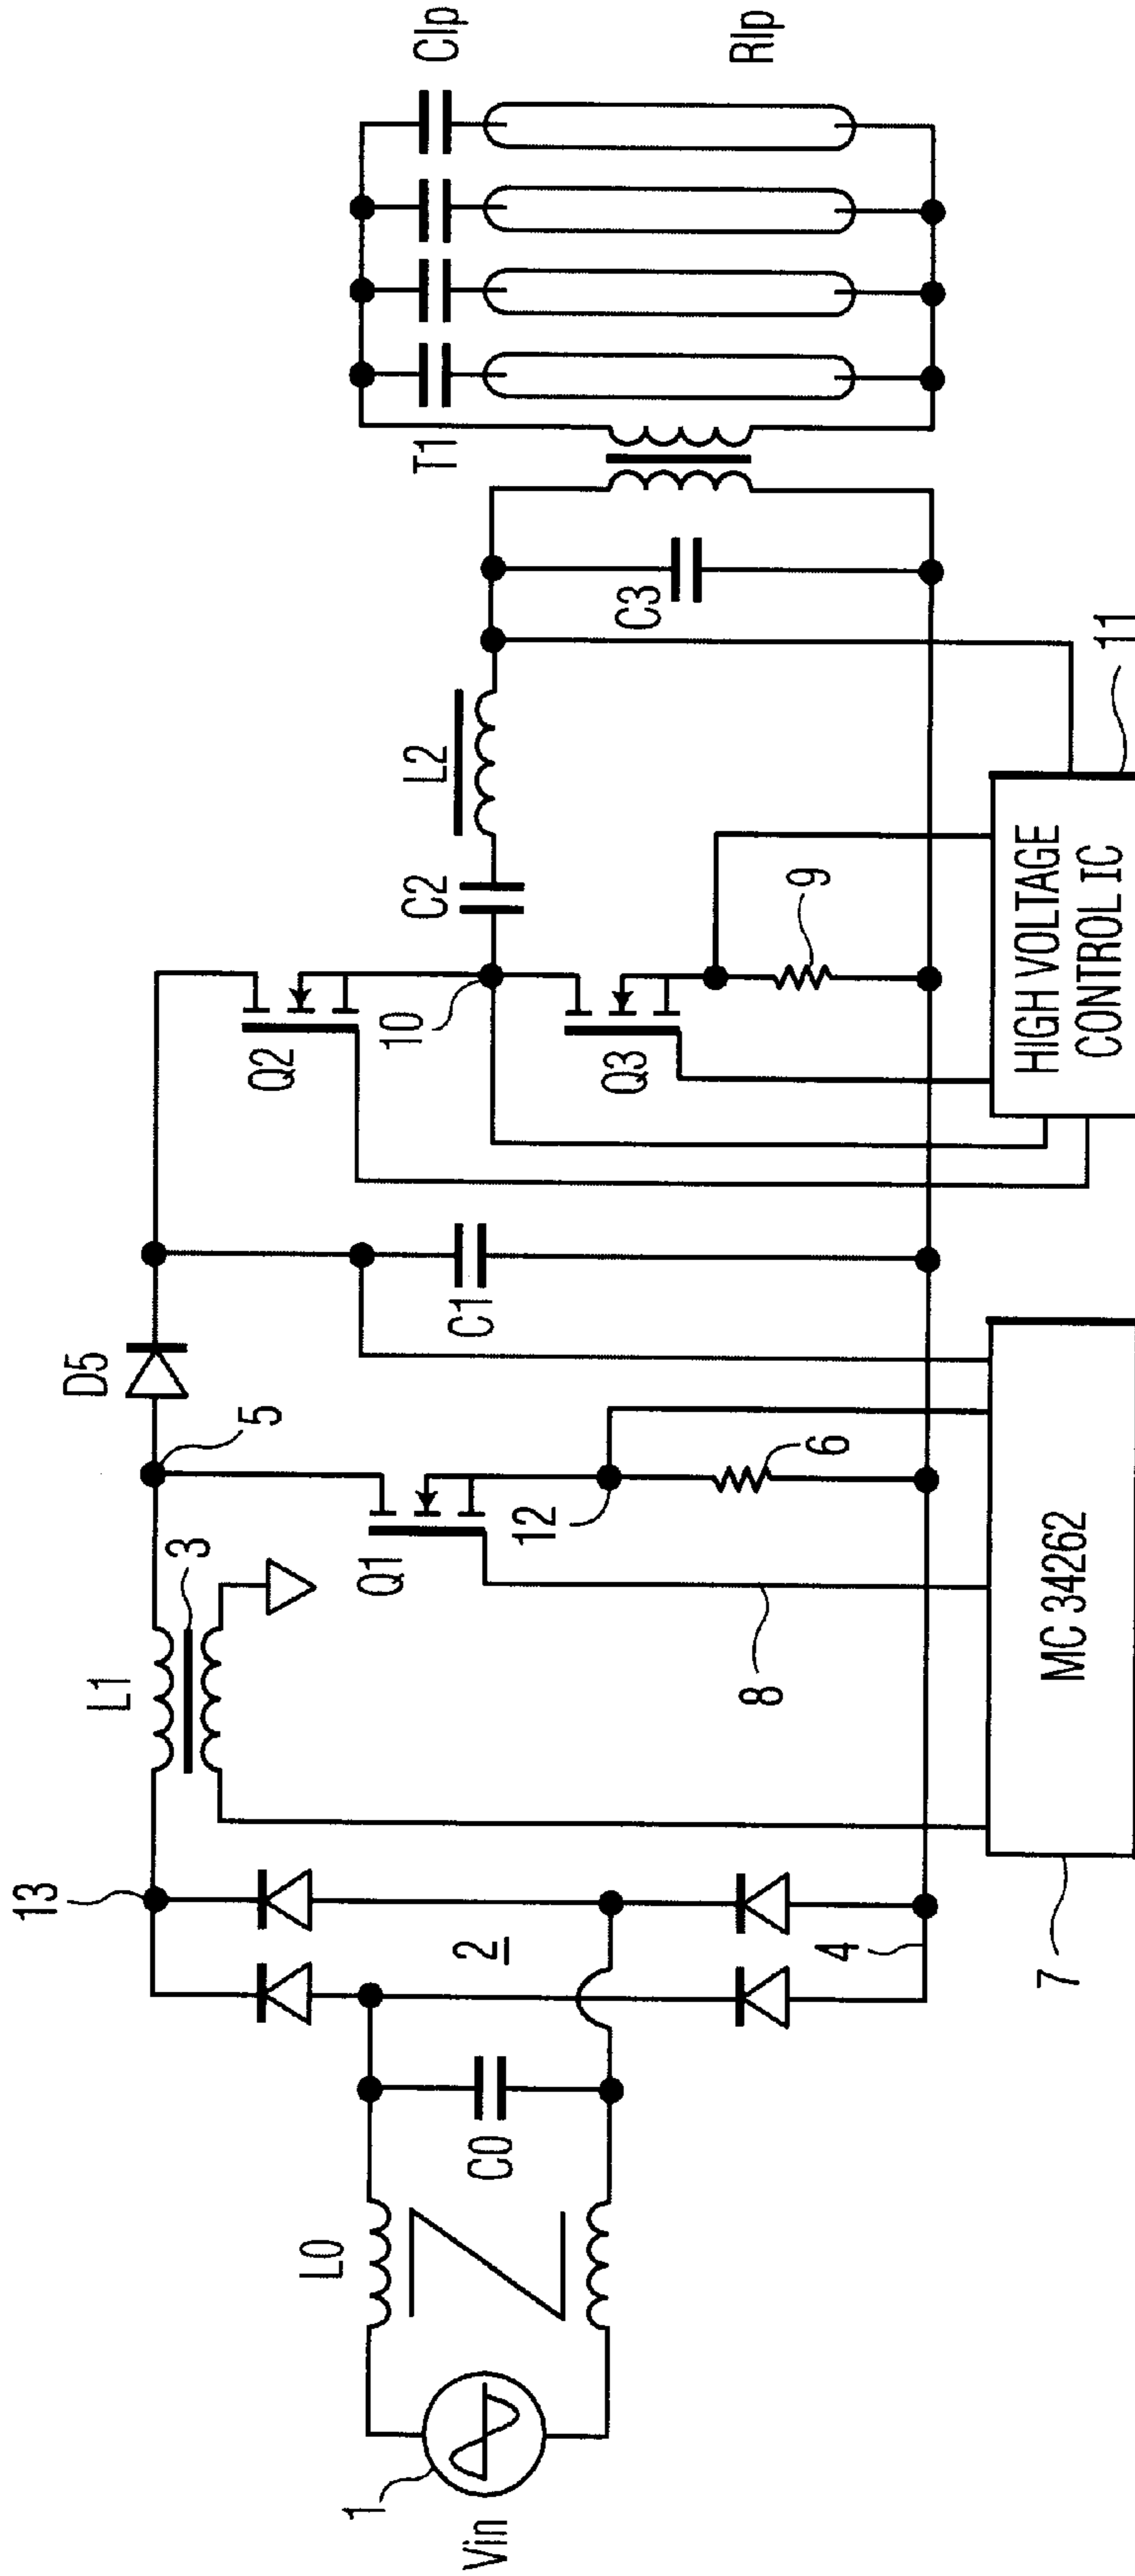 Vin
1
L0
C0
2
13
4
L1
3
5
D5
Q1
12
6
8
7
MC 34262
C1
Q2
10
Q3
9
C2
L2
C3
T1
Clp
Rlp
HIGH VOLTAGE
CONTROL IC
11